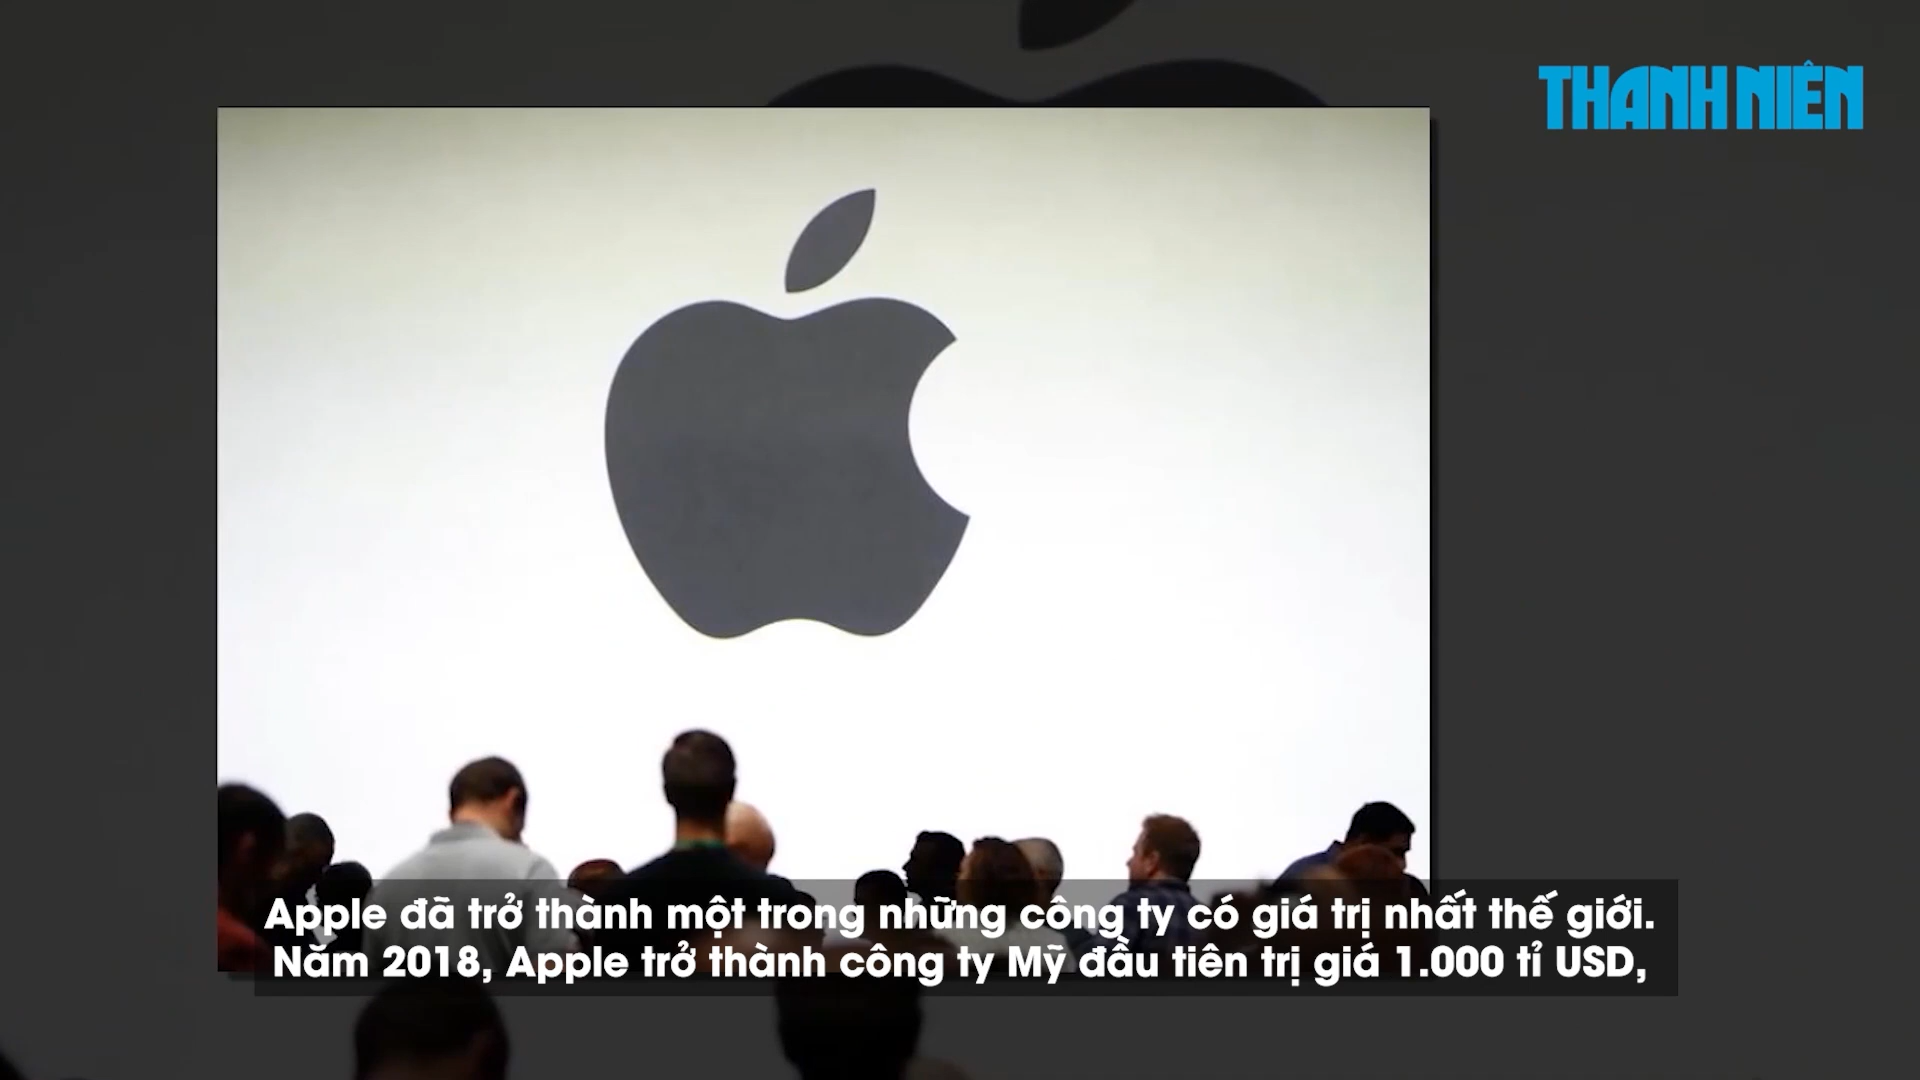 THANH NIÊN
Apple đã trở thành một trong những công ty có giá trị nhất thế giới.
Năm 2018, Apple trở thành công ty Mỹ đầu tiên trị giá 1.000 tỉ USD,